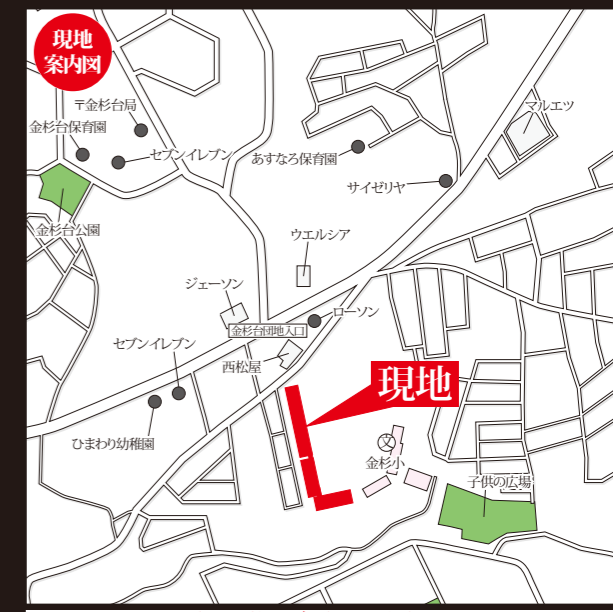 現地
案内図
〒金杉台局
マルエツ
金杉台保育園
セブンイレブン
あすなろ保育園
サイゼリヤ
金杉台公園
ウエルシア
ジェーソン
ローソン
金杉台団地入口
セブンイレブン
西松屋
現地
ひまわり幼稚園
文
金杉小
子供の広場